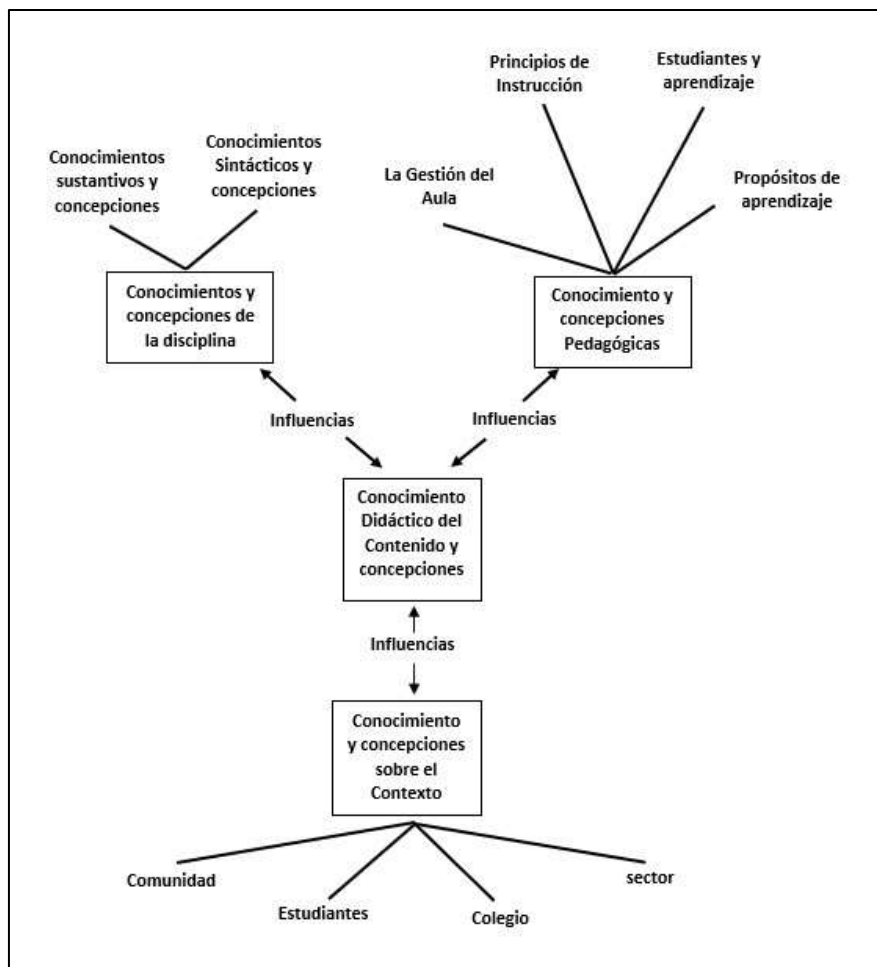 Principios de
Instrucción
Estudiantes y
aprendizaje
Conocimientos
sustantivos y
concepciones
Conocimientos
Sintácticos y
concepciones
La Gestión del
Aula
Propósitos de
aprendizaje
Conocimientos y
concepciones de
la disciplina
Conocimiento y
concepciones
Pedagógicas
Influencias
Influencias
Conocimiento
Didáctico del
Contenido y
concepciones
Influencias
Conocimiento
y concepciones
sobre el
Contexto
Comunidad
Estudiantes
Colegio
sector